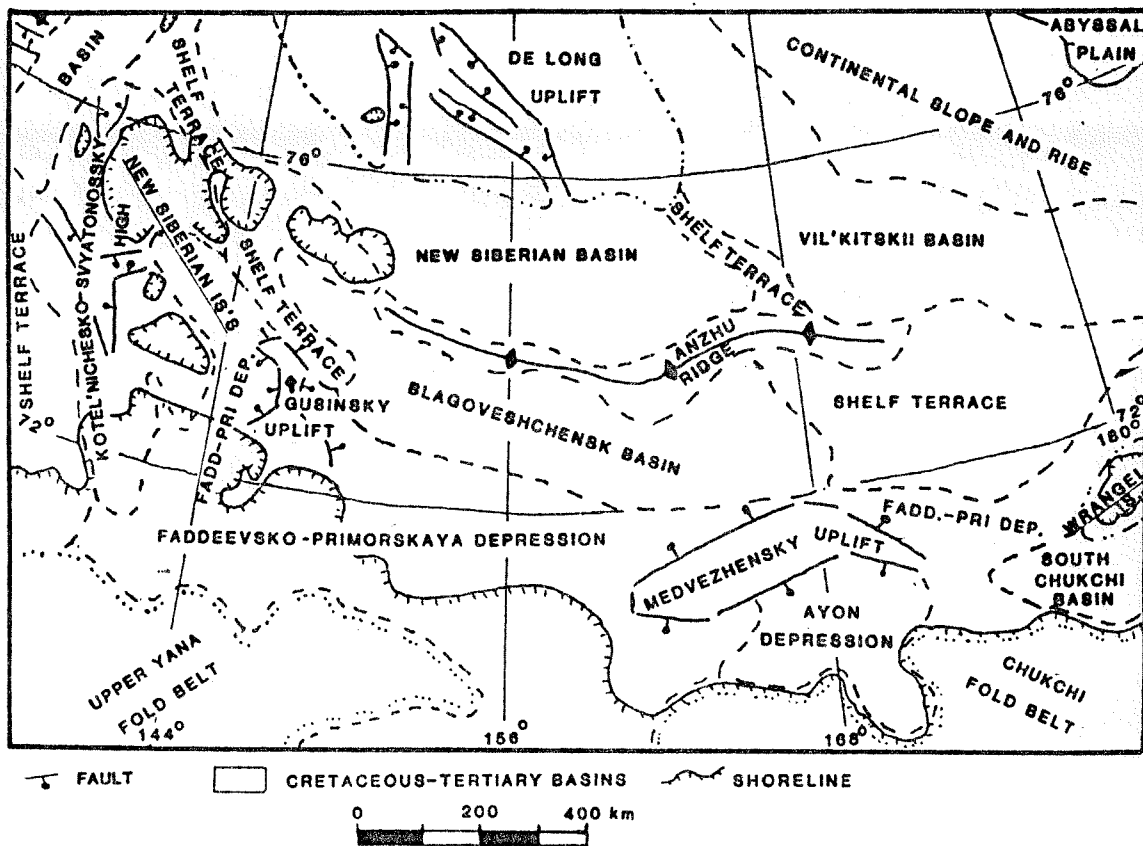 BASIN
SHELF
TERRACE
DE LONG
UPLIFT
CONTINENTAL SLOPE AND RISE
ABYSSAL
PLAIN
76°
76°
SHELF TERRACE
KOTEL'NICHESKO-SVYATONOSSKY
HIGH
NEW SIBERIAN IS'S
SHELF TERRACE
NEW SIBERIAN BASIN
SHELF TERRACE
VIL'KITSKII BASIN
ANZHU
RIDGE
72°
FADD-PRI DEP.
GUSINSKY
UPLIFT
BLAGOVESHCHENSK BASIN
SHELF TERRACE
72°
180°
WRANGEL
IS.
FADDEEVSKO-PRIMORSKAYA DEPRESSION
FADD.-PRI DEP.
MEDVEZHENSKY UPLIFT
SOUTH
CHUKCHI
BASIN
AYON
DEPRESSION
UPPER YANA
FOLD BELT
CHUKCHI
FOLD BELT
144°
156°
168°
FAULT
CRETACEOUS-TERTIARY BASINS
SHORELINE
0 200 400 km